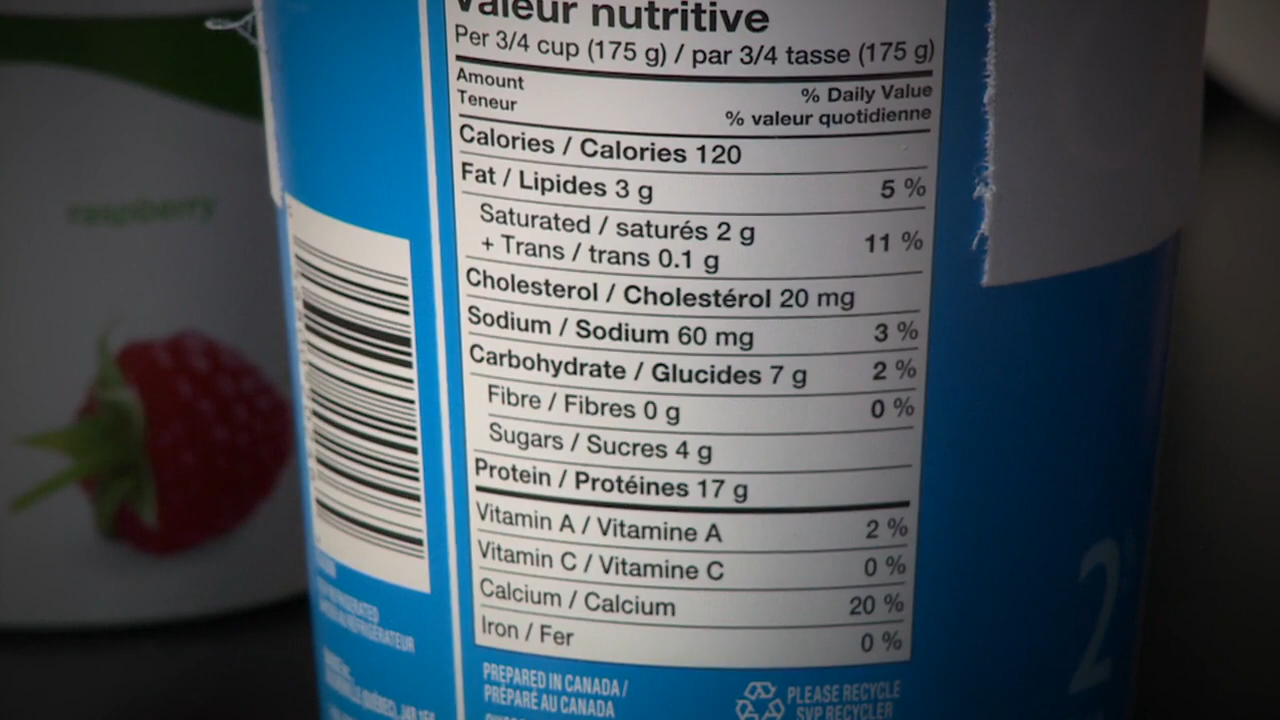 Valeur nutritive
Per 3/4 cup (175 g) / par 3/4 tasse (175 g)
Amount
Teneur
% Daily Value
% valeur quotidienne
Calories / Calories 120
Fat / Lipides 3 g 5 %
Saturated / saturés 2 g
+ Trans / trans 0.1 g 11 %
Cholesterol / Cholestérol 20 mg
Sodium / Sodium 60 mg 3 %
Carbohydrate / Glucides 7 g 2 %
Fibre / Fibres 0 g 0 %
Sugars / Sucres 4 g
Protein / Protéines 17 g
Vitamin A / Vitamine A 2 %
Vitamin C / Vitamine C 0 %
Calcium / Calcium 20 %
Iron / Fer 0 %
PREPARED IN CANADA /
PRÉPARÉ AU CANADA
PLEASE RECYCLE
SVP RECYCLER
raspberry
2